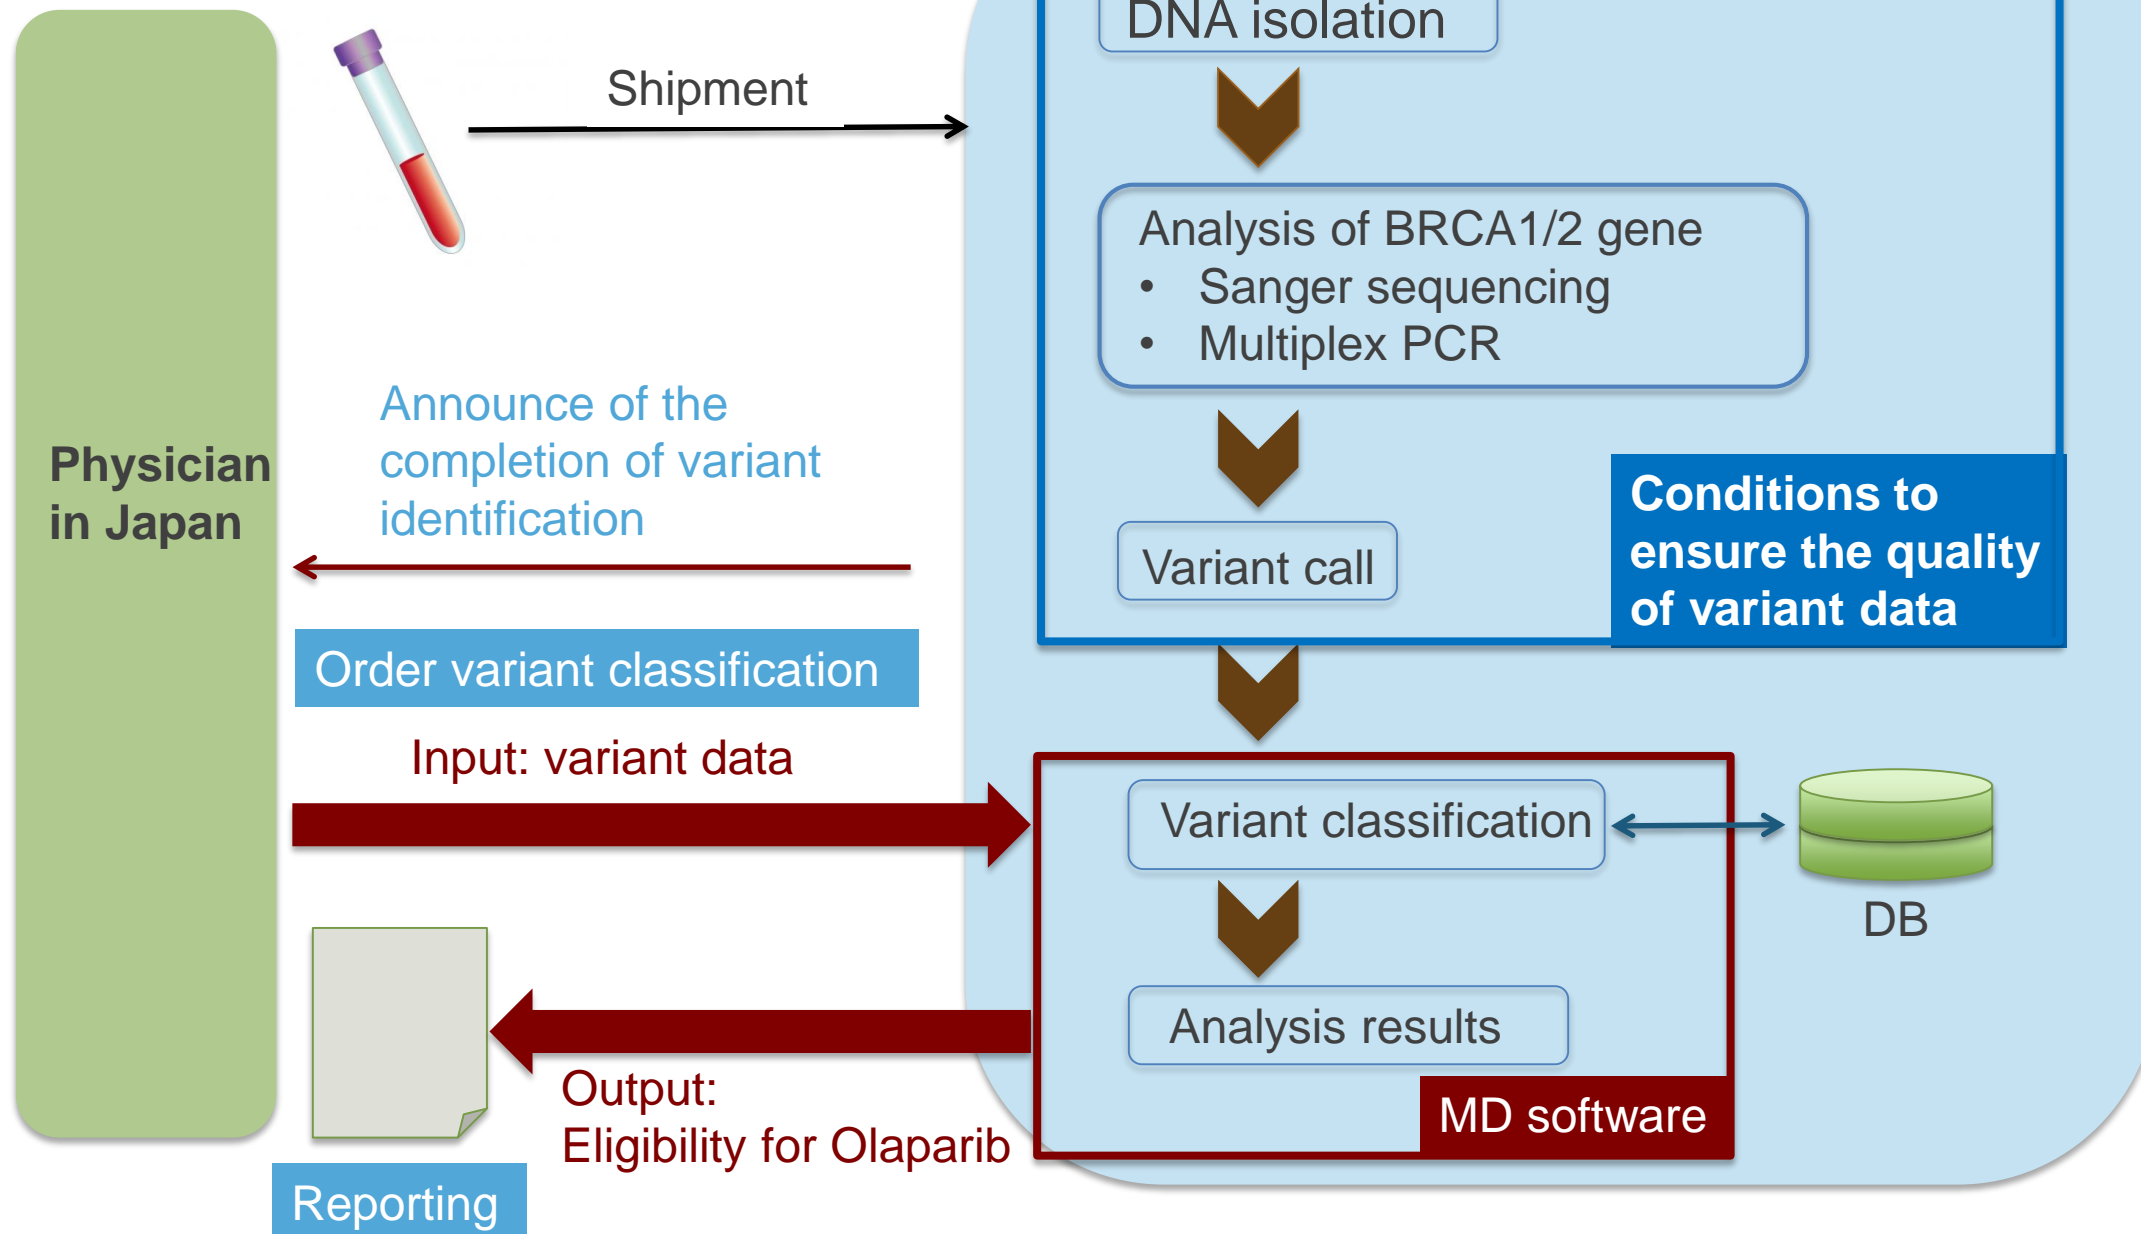 DNA isolation
Shipment
Analysis of BRCA1/2 gene
• Sanger sequencing
• Multiplex PCR
Announce of the
completion of variant
identification
Physician
in Japan
Conditions to
ensure the quality
of variant data
Variant call
Order variant classification
Input: variant data
Variant classification
DB
Analysis results
Output:
Eligibility for Olaparib
MD software
Reporting